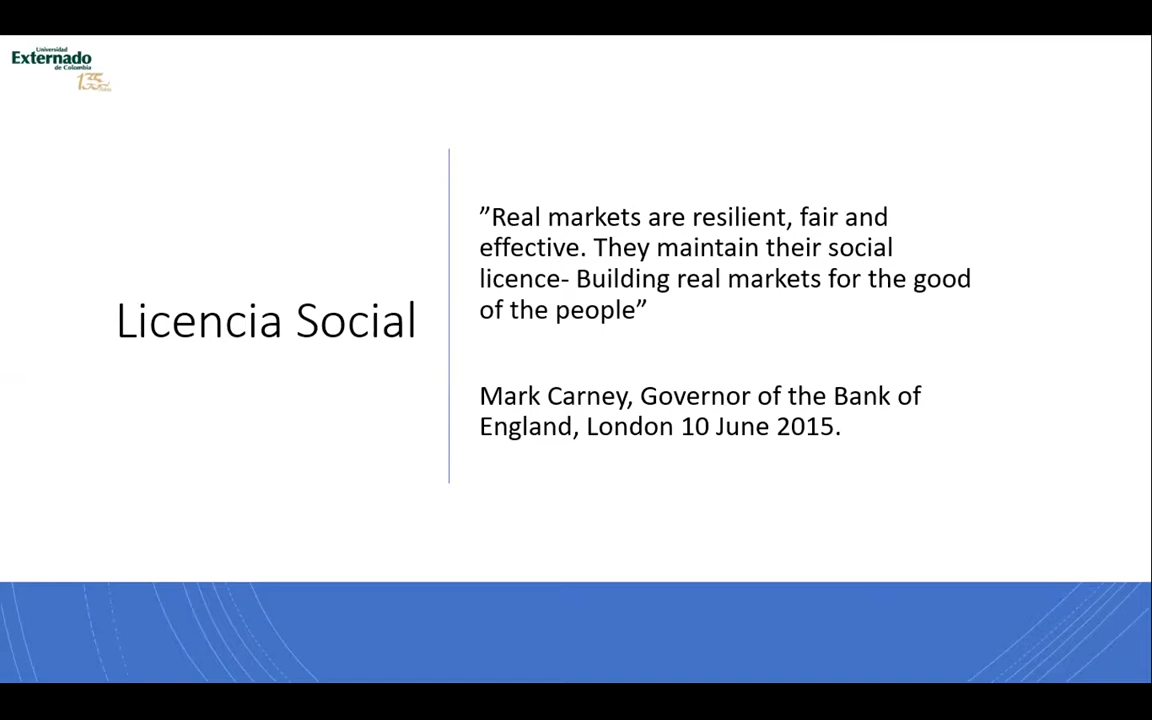 Universidad
Externado
de Colombia
135
Licencia Social
”Real markets are resilient, fair and
effective. They maintain their social
licence- Building real markets for the good
of the people”
Mark Carney, Governor of the Bank of
England, London 10 June 2015.